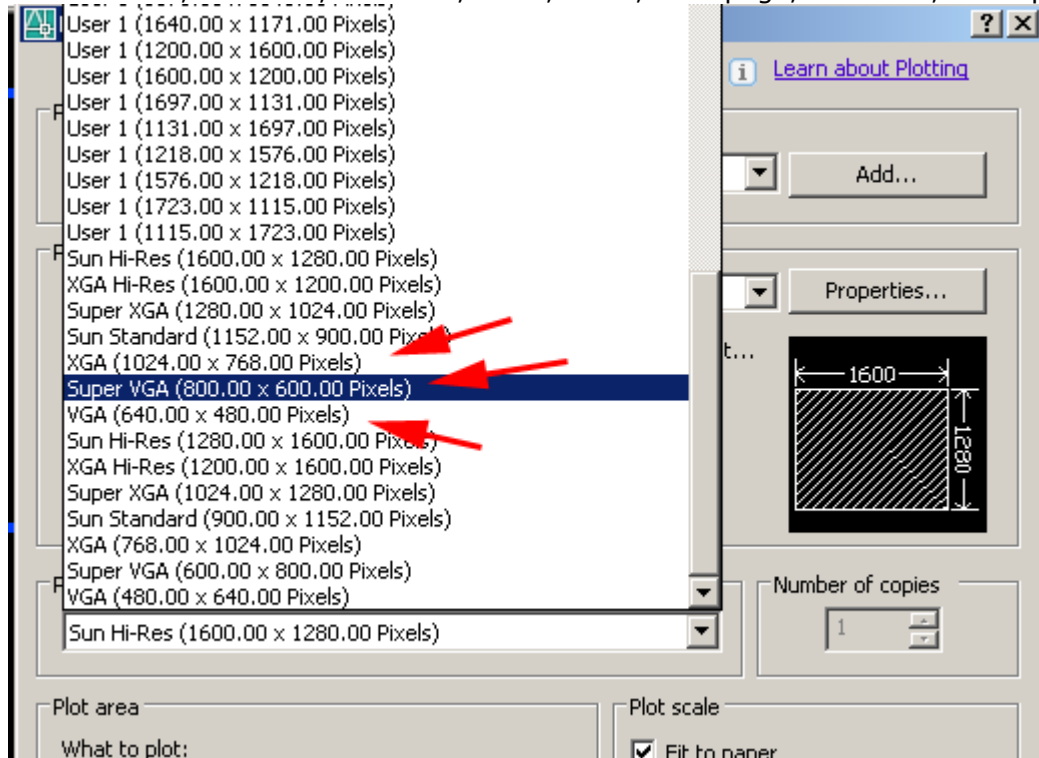 User 1 (1640.00 x 1171.00 Pixels)
User 1 (1200.00 x 1600.00 Pixels)
User 1 (1600.00 x 1200.00 Pixels)
Learn about Plotting
User 1 (1697.00 x 1131.00 Pixels)
User 1 (1131.00 x 1697.00 Pixels)
User 1 (1218.00 x 1576.00 Pixels)
User 1 (1576.00 x 1218.00 Pixels)
Add...
User 1 (1723.00 x 1115.00 Pixels)
User 1 (1115.00 x 1723.00 Pixels)
Sun Hi-Res (1600.00 x 1280.00 Pixels)
XGA Hi-Res (1600.00 x 1200.00 Pixels)
Super XGA (1280.00 x 1024.00 Pixels)
Properties...
Sun Standard (1152.00 x 900.00 Pixels)
XGA (1024.00 x 768.00 Pixels)
Super VGA (800.00 x 600.00 Pixels)
VGA (640.00 x 480.00 Pixels)
Sun Hi-Res (1280.00 x 1600.00 Pixels)
XGA Hi-Res (1200.00 x 1600.00 Pixels)
Super XGA (1024.00 x 1280.00 Pixels)
Sun Standard (900.00 x 1152.00 Pixels)
XGA (768.00 x 1024.00 Pixels)
Super VGA (600.00 x 800.00 Pixels)
VGA (480.00 x 640.00 Pixels)
1600
1280
Sun Hi-Res (1600.00 x 1280.00 Pixels)
Number of copies
1
Plot area
What to plot:
Plot scale
Fit to paper